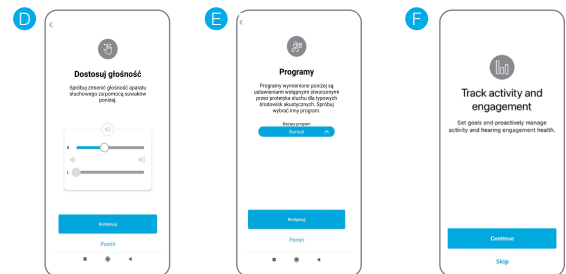 D
Dostosuj głośność
Spróbuj zmienić głośność aparatu
słuchowego za pomocą suwaków
poniżej.
R
L
Kontynuuj
Pomiń
E
Programy
Programy wymienione poniżej są
ustawieniami wstępnymi stworzonymi
przez protetyka słuchu dla typowych
środowisk akustycznych. Spróbuj
wybrać inny program.
Bieżący program
Normal
Kontynuuj
Pomiń
F
Track activity and
engagement
Set goals and proactively manage
activity and hearing engagement health.
Continue
Skip